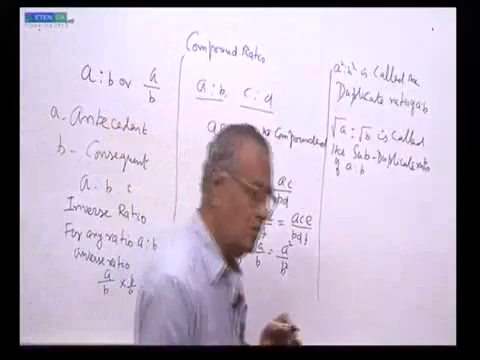 ETEN
Compound Ratio
a : b or a/b
a - Antecedent
b - Consequent
a : b
Inverse Ratio
For any ratio a : b
inverse ratio
a/b ×
a : b, c : d
Compounded
ac/bd
= ace/bdf
a/b = a²/b²
a² : b² is called the
Duplicate ratio a b
√a : √b is called
the Sub-Duplicate ratio
of a : b